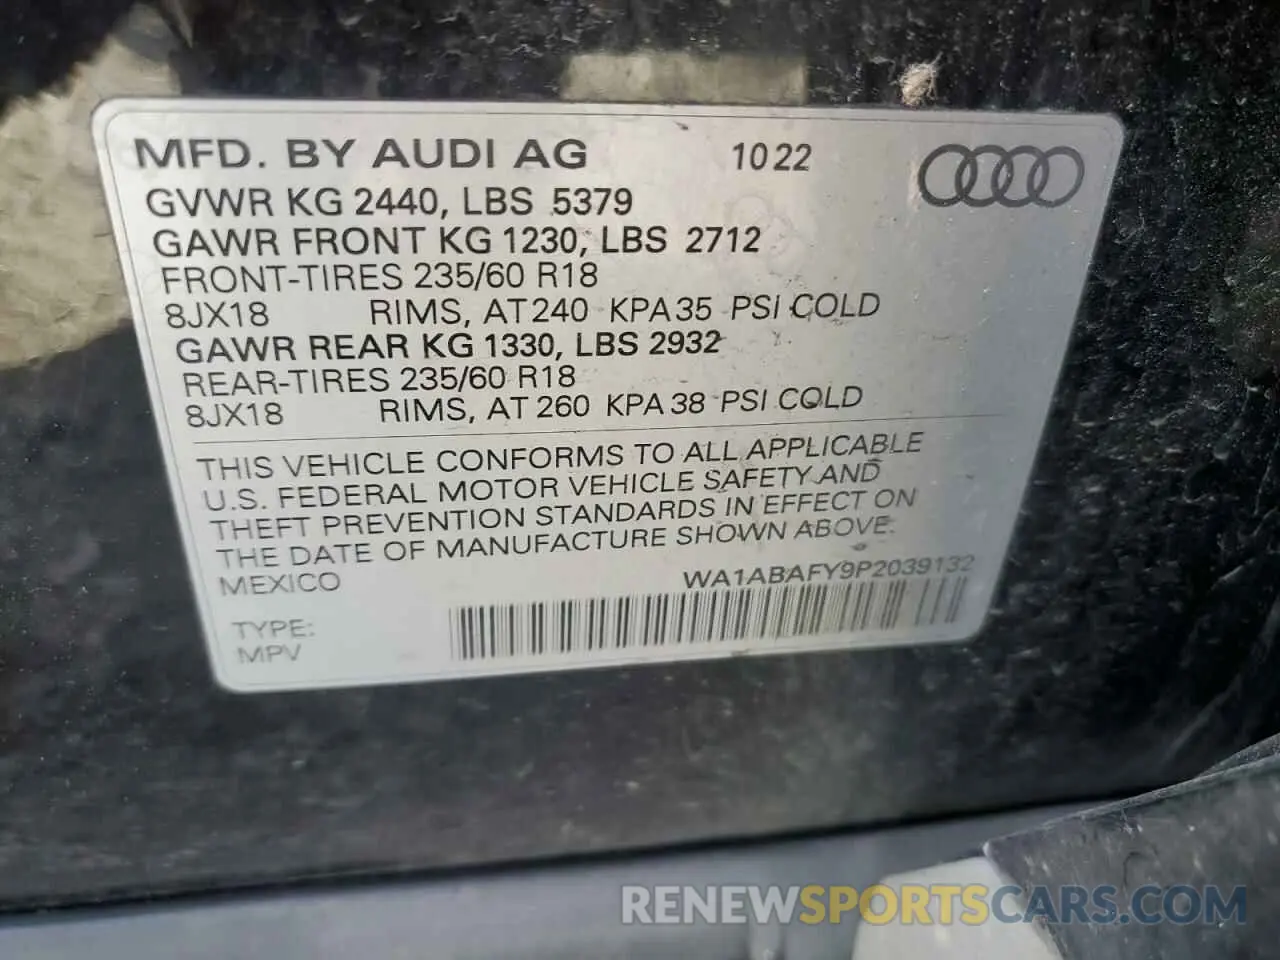 MFD. BY AUDI AG 1022
GVWR KG 2440, LBS 5379
GAWR FRONT KG 1230, LBS 2712
FRONT-TIRES 235/60 R18
8JX18 RIMS, AT 240 KPA 35 PSI COLD
GAWR REAR KG 1330, LBS 2932
REAR-TIRES 235/60 R18
8JX18 RIMS, AT 260 KPA 38 PSI COLD
THIS VEHICLE CONFORMS TO ALL APPLICABLE
U.S. FEDERAL MOTOR VEHICLE SAFETY AND
THEFT PREVENTION STANDARDS IN EFFECT ON
THE DATE OF MANUFACTURE SHOWN ABOVE.
MEXICO WA1ABAFY9P2039132
TYPE:
MPV
RENEWSPORTSCARS.COM